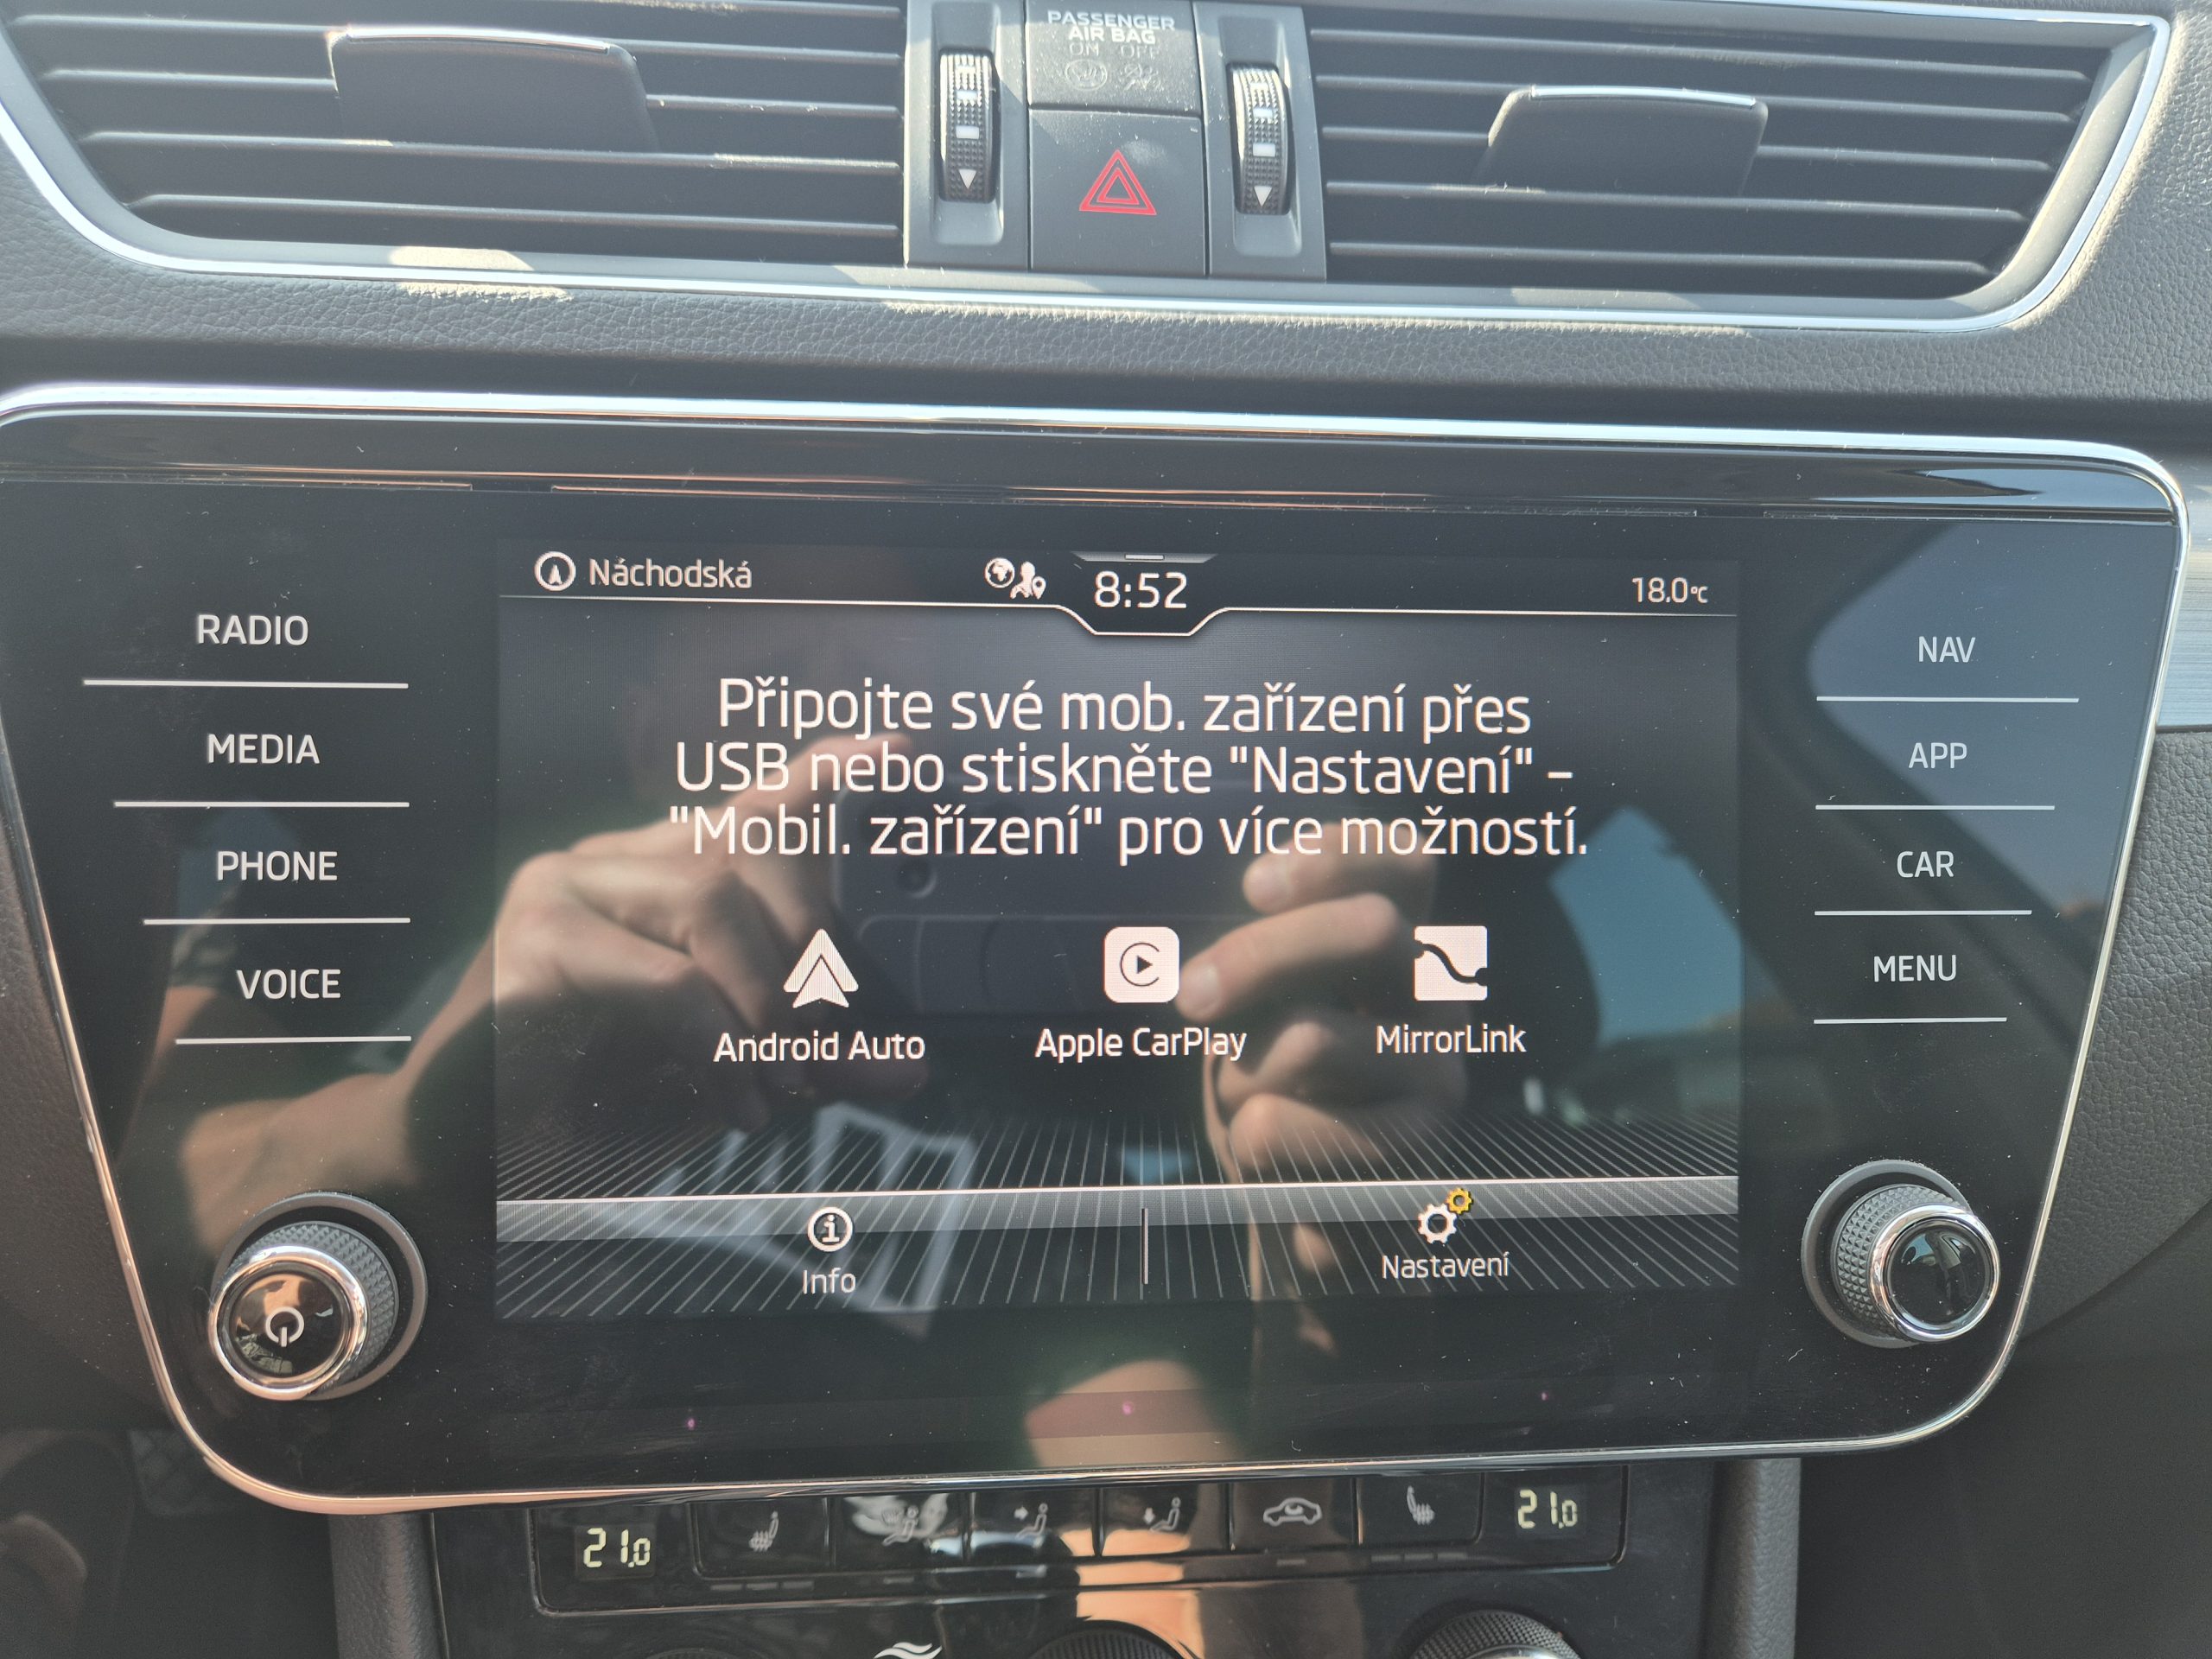 PASSENGER
AIR BAG
ON OFF
Náchodská
8:52
18.0°C
RADIO
MEDIA
PHONE
VOICE
Připojte své mob. zařízení přes
USB nebo stiskněte "Nastavení" –
"Mobil. zařízení" pro více možností.
Android Auto
Apple CarPlay
MirrorLink
Info
Nastavení
NAV
APP
CAR
MENU
21.0
21.0